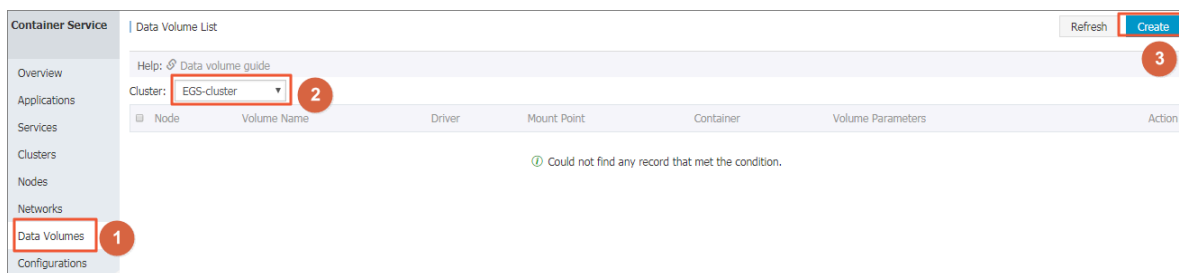 Container Service
Data Volume List
Refresh
Create
3
Help: Data volume guide
Cluster: EGS-cluster
2
Node Volume Name Driver Mount Point Container Volume Parameters Action
Could not find any record that met the condition.
Overview
Applications
Services
Clusters
Nodes
Networks
Data Volumes
1
Configurations